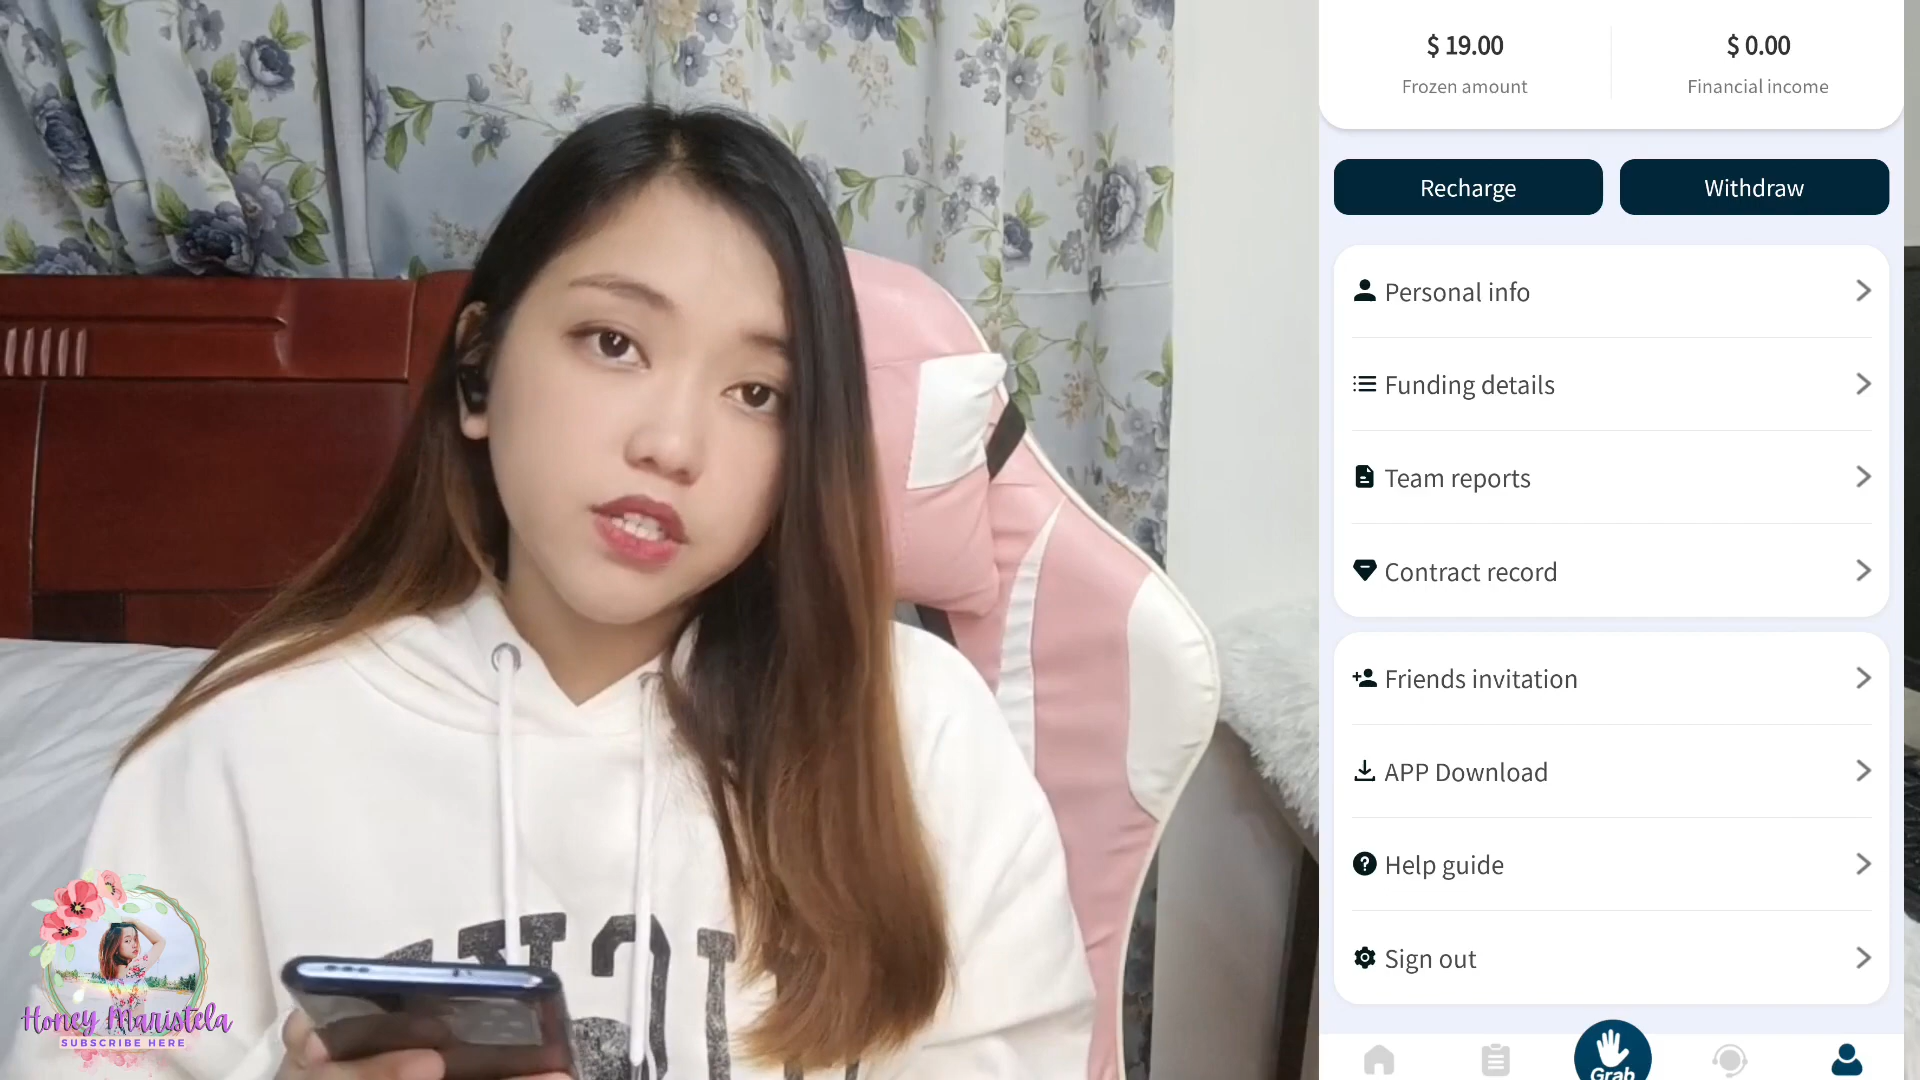 $ 19.00
Frozen amount
$ 0.00
Financial income
Recharge
Withdraw
Personal info
Funding details
Team reports
Contract record
Friends invitation
APP Download
Help guide
Sign out
Grab
Honey Maristela
SUBSCRIBE HERE